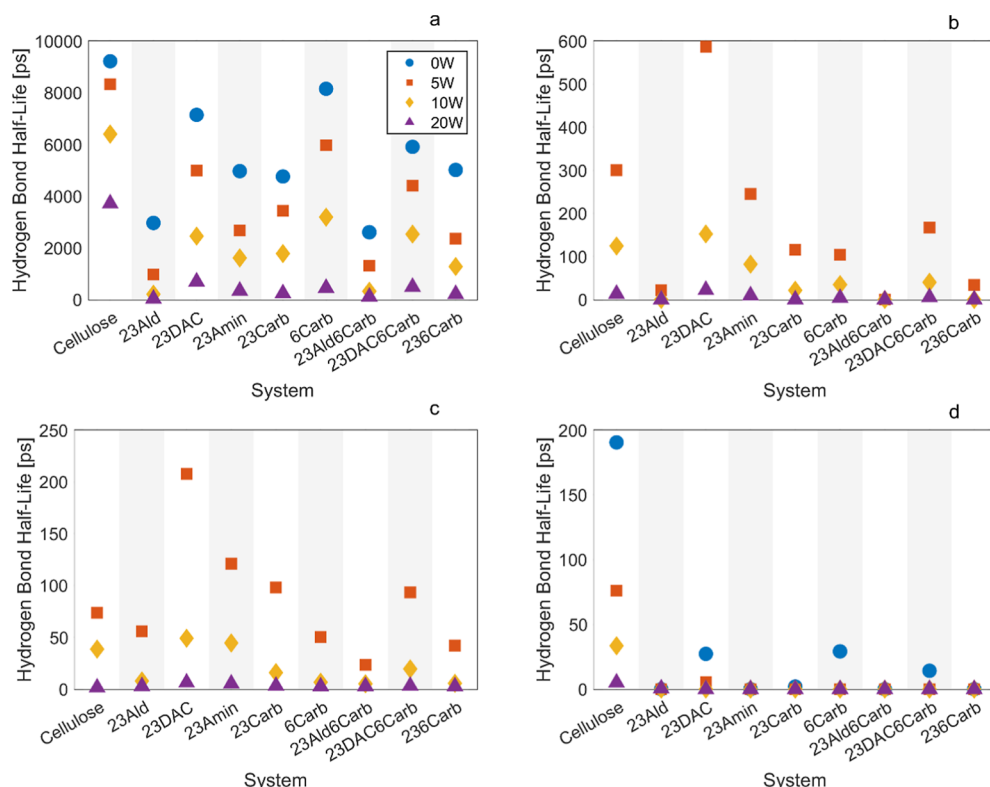 a
Hydrogen Bond Half-Life [ps]
10000
8000
6000
4000
2000
0
0W
5W
10W
20W
Cellulose
23Ald
23DAC
23Amin
23Carb
6Carb
23Ald6Carb
23DAC6Carb
236Carb
System
b
Hydrogen Bond Half-Life [ps]
600
500
400
300
200
100
0
Cellulose
23Ald
23DAC
23Amin
23Carb
6Carb
23Ald6Carb
23DAC6Carb
236Carb
System
c
Hydrogen Bond Half-Life [ps]
250
200
150
100
50
0
Cellulose
23Ald
23DAC
23Amin
23Carb
6Carb
23Ald6Carb
23DAC6Carb
236Carb
System
d
Hydrogen Bond Half-Life [ps]
200
150
100
50
0
Cellulose
23Ald
23DAC
23Amin
23Carb
6Carb
23Ald6Carb
23DAC6Carb
236Carb
System